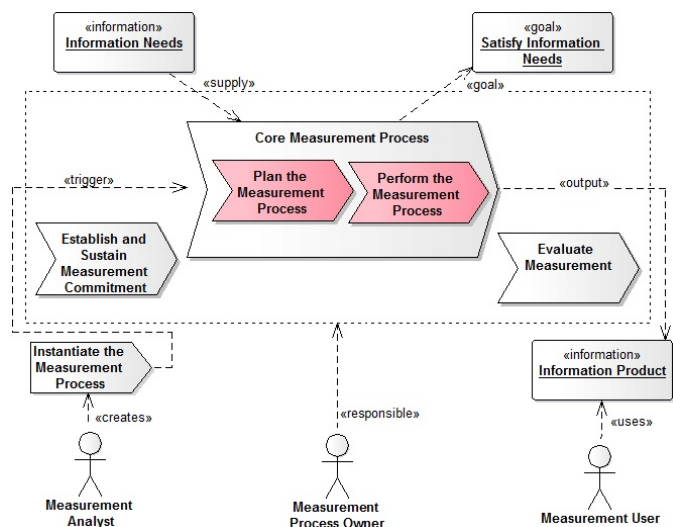 «information»
Information Needs
«goal»
Satisfy Information
Needs
«supply»
«goal»
Core Measurement Process
Plan the
Measurement
Process
Perform the
Measurement
Process
«trigger»
«output»
Establish and
Sustain
Measurement
Commitment
Evaluate
Measurement
Instantiate the
Measurement
Process
«information»
Information Product
«creates»
«responsible»
«uses»
Measurement
Analyst
Measurement
Process Owner
Measurement User